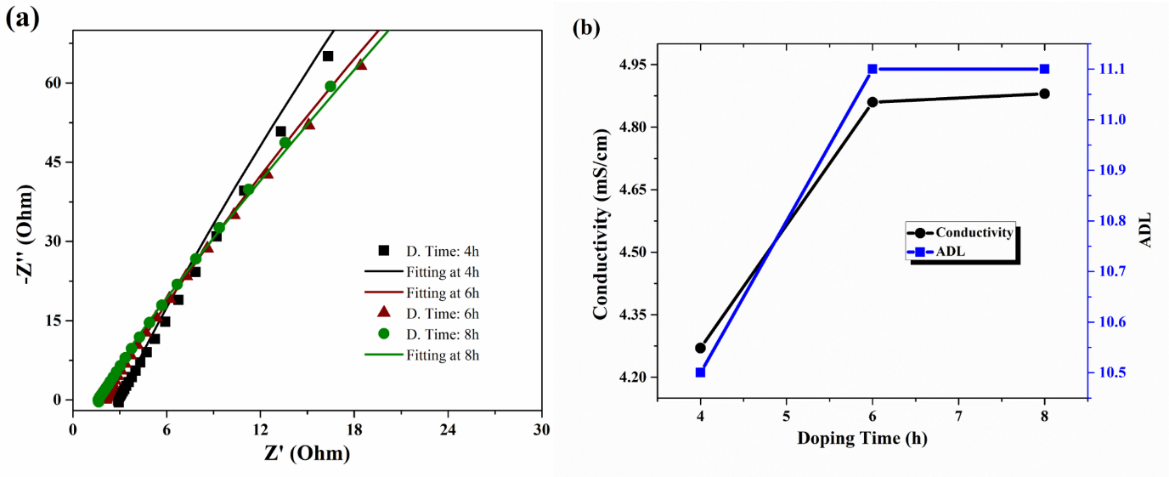 (a)
60
45
30
15
0
-Z'' (Ohm)
D. Time: 4h
Fitting at 4h
Fitting at 6h
D. Time: 6h
D. Time: 8h
Fitting at 8h
0 6 12 18 24 30
Z' (Ohm)
(b)
4.95
4.80
4.65
4.50
4.35
4.20
Conductivity (mS/cm)
Conductivity
ADL
11.1
11.0
10.9
10.8
10.7
10.6
10.5
ADL
4 5 6 7 8
Doping Time (h)